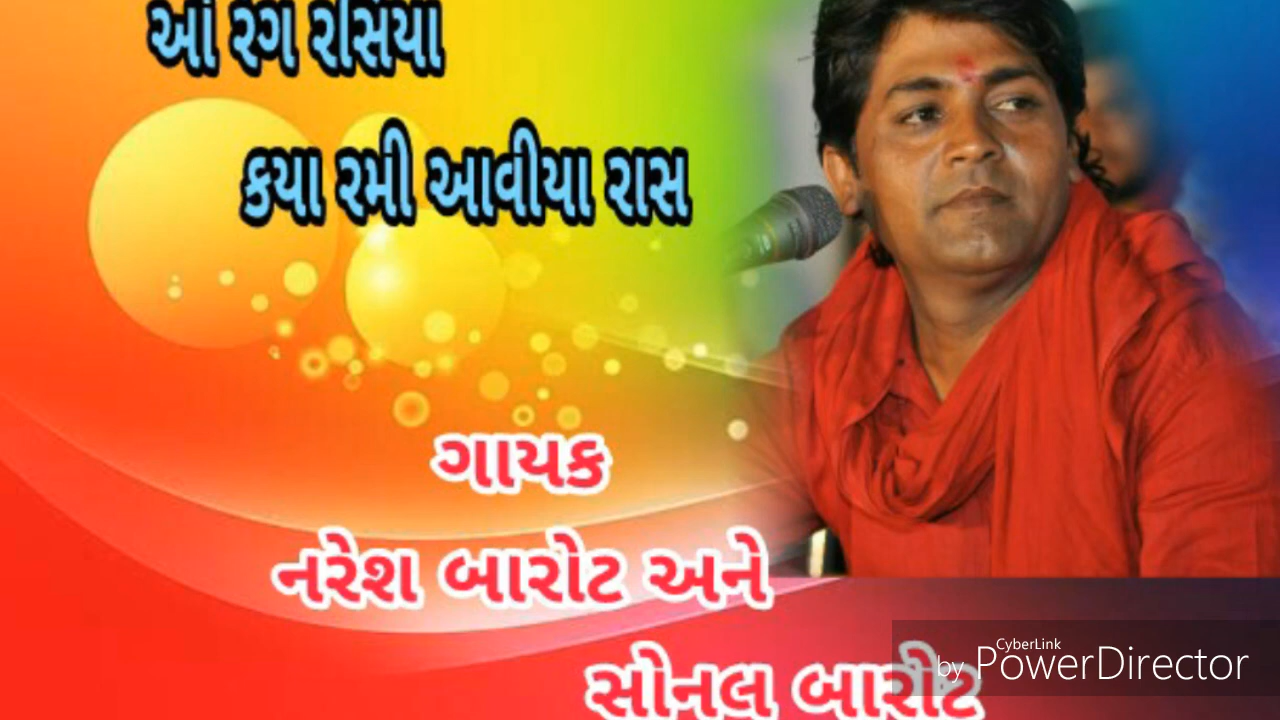 આં રંગ રસિયા
કયા રમી આવીયા રાસ
ગાયક
નરેશ બારોટ અને
સોનલ બારોટ
CyberLink
by PowerDirector